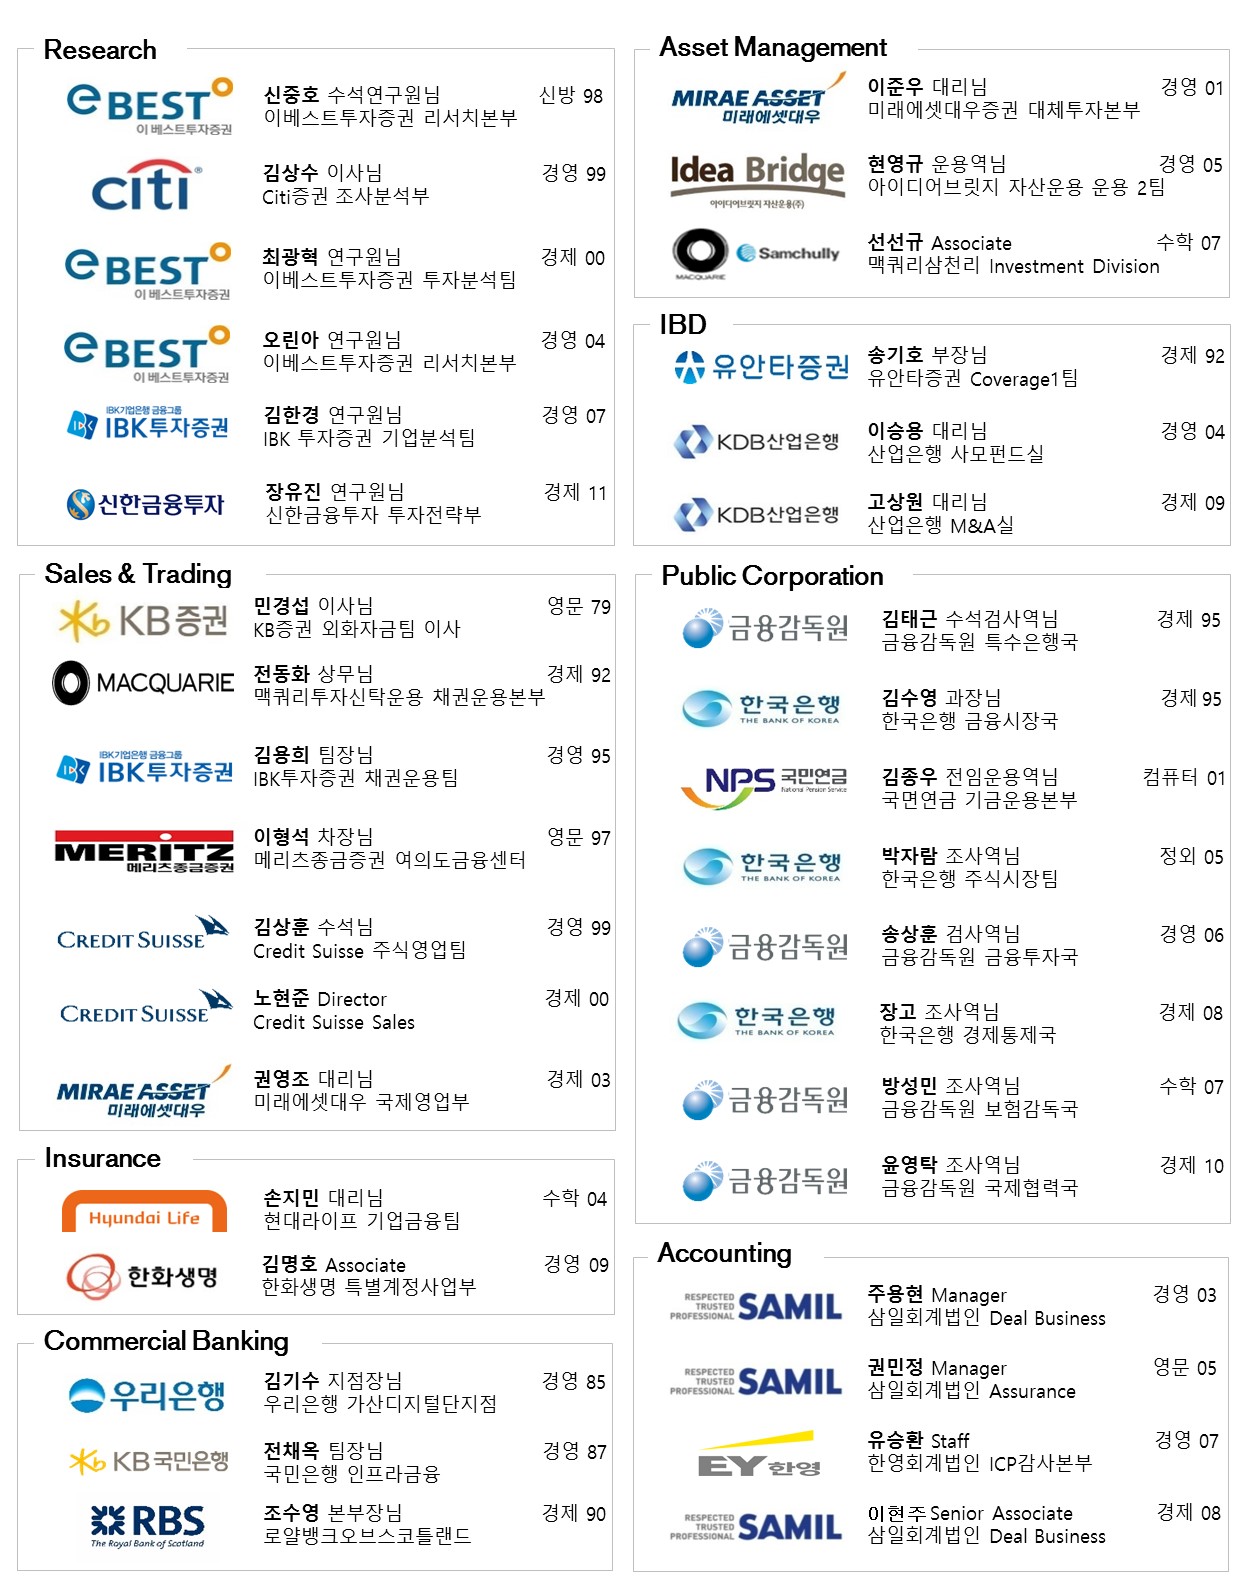 Research
eBEST
이베스트투자증권
신중호 수석연구원님 신방 98
이베스트투자증권 리서치본부
citi
김상수 이사님 경영 99
Citi증권 조사분석부
eBEST
이베스트투자증권
최광혁 연구원님 경제 00
이베스트투자증권 투자분석팀
eBEST
이베스트투자증권
오린아 연구원님 경영 04
이베스트투자증권 리서치본부
IBK기업은행 금융그룹
IBK투자증권
김한경 연구원님 경영 07
IBK 투자증권 기업분석팀
신한금융투자
장유진 연구원님 경제 11
신한금융투자 투자전략부
Sales & Trading
KB증권
민경섭 이사님 영문 79
KB증권 외화자금팀 이사
MACQUARIE
전동화 상무님 경제 92
맥쿼리투자신탁운용 채권운용본부
IBK기업은행 금융그룹
IBK투자증권
김용희 팀장님 경영 95
IBK투자증권 채권운용팀
MERITZ
메리츠종금증권
이형석 차장님 영문 97
메리츠종금증권 여의도금융센터
CREDIT SUISSE
김상훈 수석님 경영 99
Credit Suisse 주식영업팀
CREDIT SUISSE
노현준 Director 경제 00
Credit Suisse Sales
MIRAE ASSET
미래에셋대우
권영조 대리님 경제 03
미래에셋대우 국제영업부
Insurance
Hyundai Life
손지민 대리님 수학 04
현대라이프 기업금융팀
한화생명
김명호 Associate 경영 09
한화생명 특별계정사업부
Commercial Banking
우리은행
김기수 지점장님 경영 85
우리은행 가산디지털단지점
KB국민은행
전채옥 팀장님 경영 87
국민은행 인프라금융
RBS
The Royal Bank of Scotland
조수영 본부장님 경제 90
로얄뱅크오브스코틀랜드
Asset Management
MIRAE ASSET
미래에셋대우
이준우 대리님 경영 01
미래에셋대우증권 대체투자본부
Idea Bridge
아이디어브릿지 자산운용(주)
현영규 운용역님 경영 05
아이디어브릿지 자산운용 운용 2팀
MACQUARIE
Samchully
선선규 Associate 수학 07
맥쿼리삼천리 Investment Division
IBD
유안타증권
송기호 부장님 경제 92
유안타증권 Coverage1팀
KDB산업은행
이승용 대리님 경영 04
산업은행 사모펀드실
KDB산업은행
고상원 대리님 경제 09
산업은행 M&A실
Public Corporation
금융감독원
김태근 수석검사역님 경제 95
금융감독원 특수은행국
한국은행
THE BANK OF KOREA
김수영 과장님 경제 95
한국은행 금융시장국
NPS 국민연금
National Pension Service
김종우 전임운용역님 컴퓨터 01
국면연금 기금운용본부
한국은행
THE BANK OF KOREA
박자람 조사역님 정외 05
한국은행 주식시장팀
금융감독원
송상훈 검사역님 경영 06
금융감독원 금융투자국
한국은행
THE BANK OF KOREA
장고 조사역님 경제 08
한국은행 경제통제국
금융감독원
방성민 조사역님 수학 07
금융감독원 보험감독국
금융감독원
윤영탁 조사역님 경제 10
금융감독원 국제협력국
Accounting
RESPECTED
TRUSTED
PROFESSIONAL
SAMIL
주용현 Manager 경영 03
삼일회계법인 Deal Business
RESPECTED
TRUSTED
PROFESSIONAL
SAMIL
권민정 Manager 영문 05
삼일회계법인 Assurance
EY한영
유승환 Staff 경영 07
한영회계법인 ICP감사본부
RESPECTED
TRUSTED
PROFESSIONAL
SAMIL
이현주 Senior Associate 경제 08
삼일회계법인 Deal Business